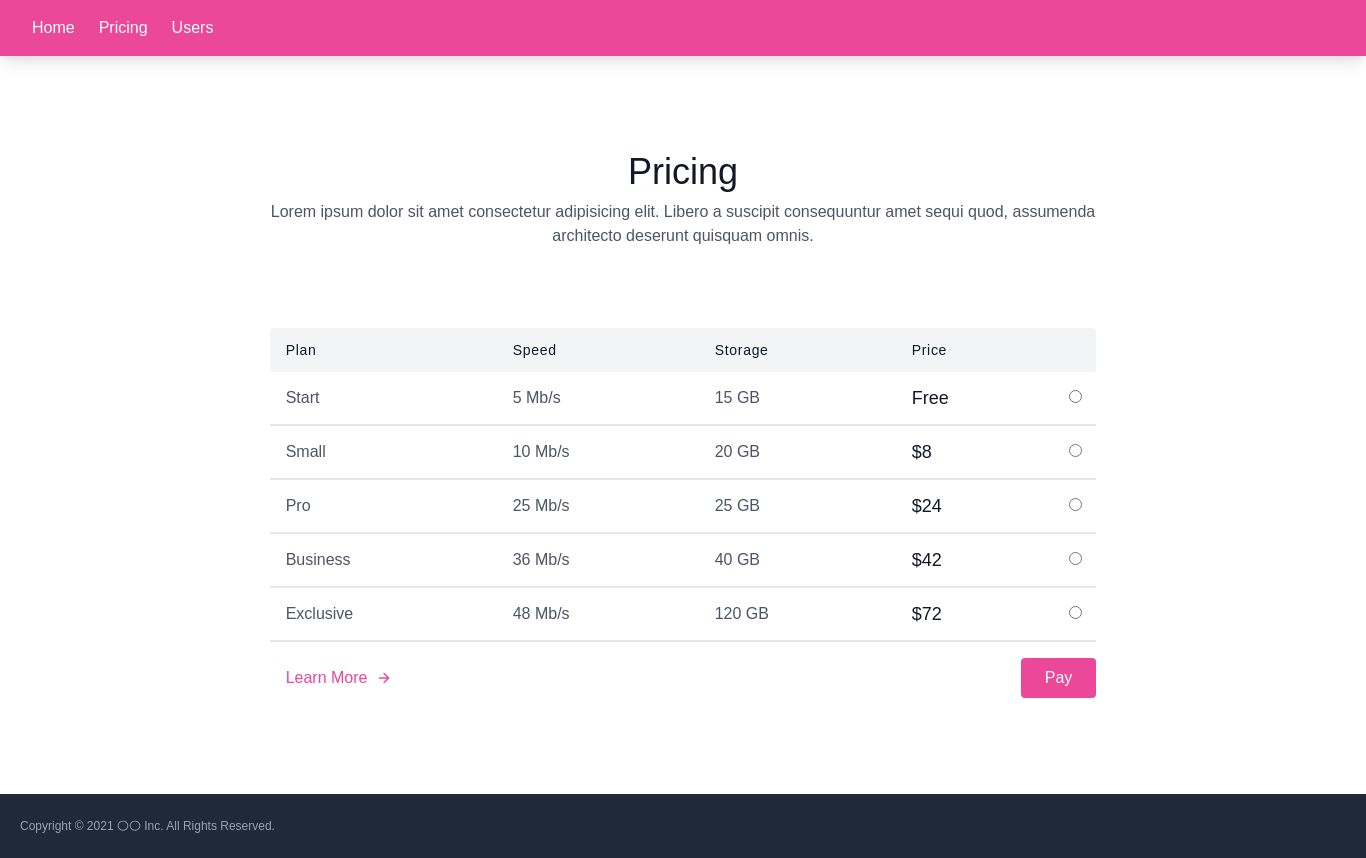 Home Pricing Users
Pricing
Lorem ipsum dolor sit amet consectetur adipisicing elit. Libero a suscipit consequuntur amet sequi quod, assumenda
architecto deserunt quisquam omnis.
Plan Speed Storage Price
Start 5 Mb/s 15 GB Free
Small 10 Mb/s 20 GB $8
Pro 25 Mb/s 25 GB $24
Business 36 Mb/s 40 GB $42
Exclusive 48 Mb/s 120 GB $72
Learn More → Pay
Copyright © 2021 〇〇 Inc. All Rights Reserved.